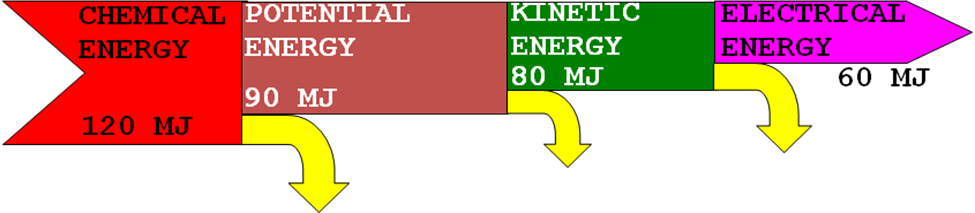 CHEMICAL
ENERGY
120 MJ
POTENTIAL
ENERGY
90 MJ
KINETIC
ENERGY
80 MJ
ELECTRICAL
ENERGY
60 MJ